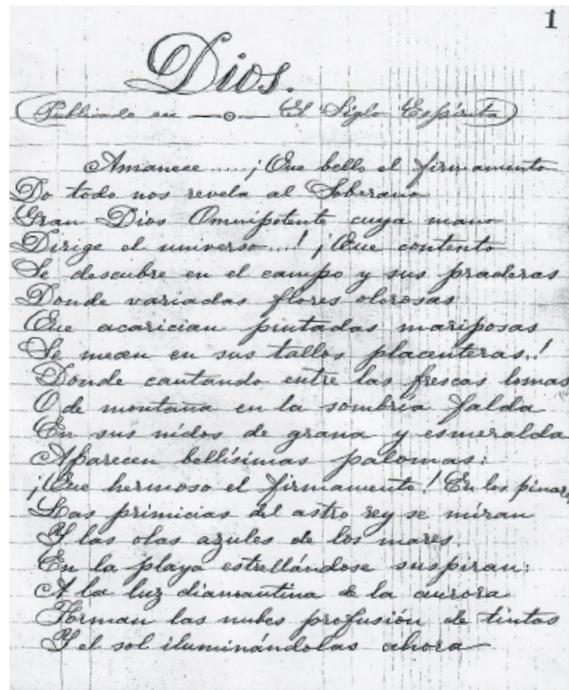 1
Dios.
(Publicado en —o— El Siglo Espírita)
Amanece....¡Que bello el firmamento
Do todo nos revela al Soberano
Gran Dios Omnipotente cuya mano
Dirige el universo...! ¡Que contento
Se descubre en el campo y sus praderas
Donde variadas flores olorosas
Que acarician pintadas mariposas
Se mecen en sus tallos placenteras.!
Donde cantando entre las frescas lomas
O de montaña en la sombría falda
En sus nidos de grana y esmeralda
Aparecen bellísimas palomas:
¡Que hermoso el firmamento! En los pinares
Las primicias del astro rey se miran
Y las olas azules de los mares
En la playa estrellándose suspiran:
A la luz diamantina de la aurora
Forman las nubes profusión de tintas
Y el sol iluminándolas ahora